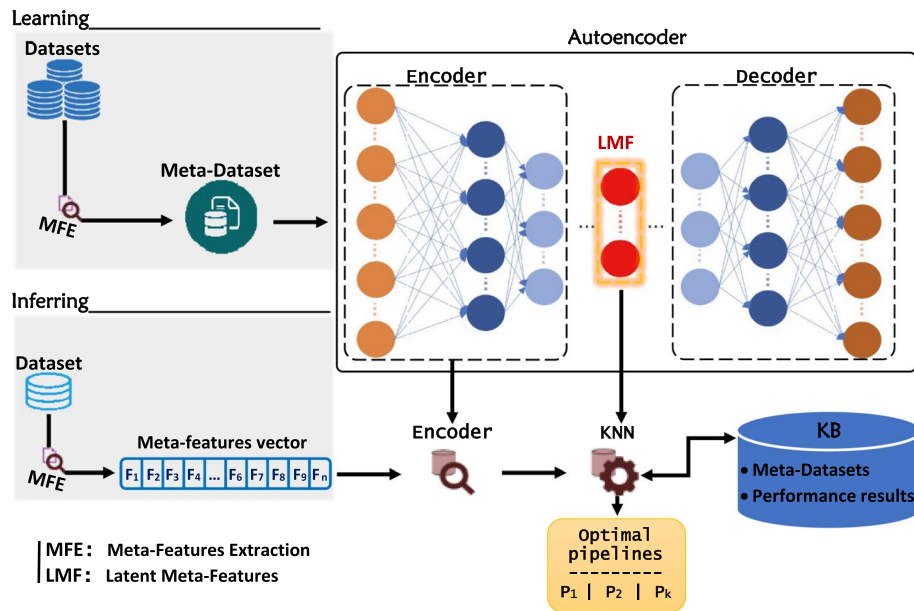 Learning
Datasets
MFE
Meta-Dataset
Autoencoder
Encoder
LMF
Decoder
Inferring
Dataset
MFE
Meta-features vector
F1 F2 F3 F4 ... F6 F7 F8 F9 Fn
Encoder
KNN
KB
• Meta-Datasets
• Performance results
Optimal
pipelines
---------
P1 | P2 | Pk
MFE: Meta-Features Extraction
LMF: Latent Meta-Features